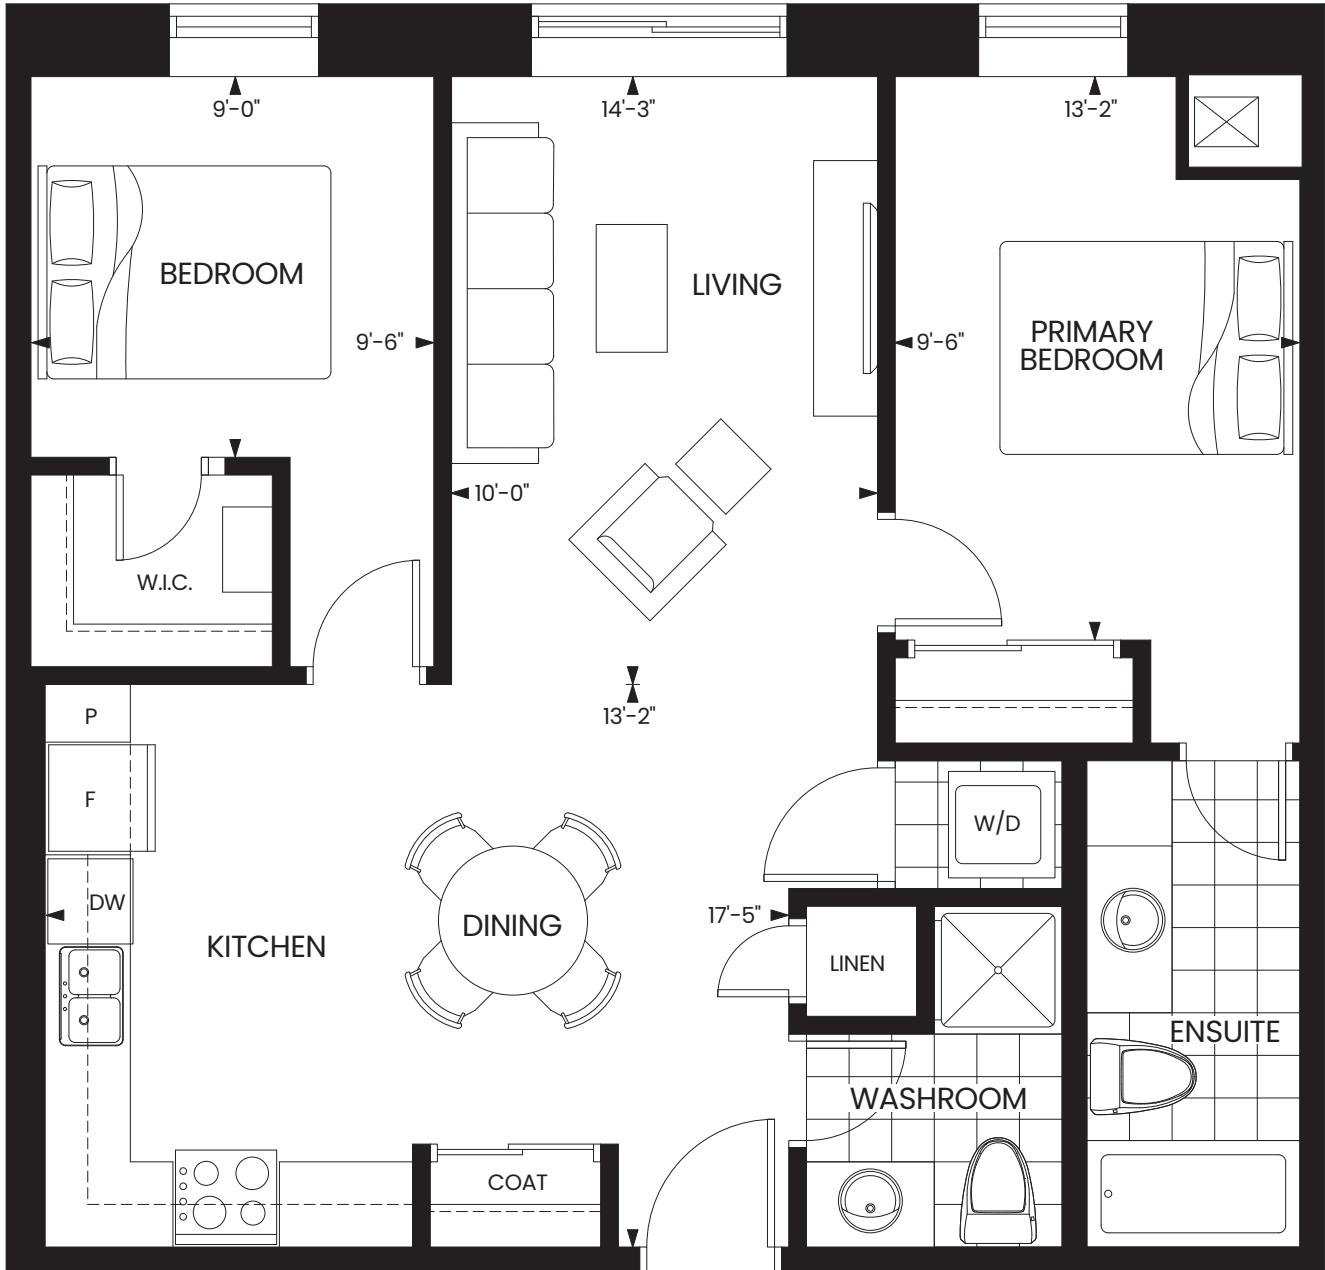 9'-0"
14'-3"
13'-2"
BEDROOM
LIVING
9'-6"
9'-6"
PRIMARY
BEDROOM
10'-0"
W.I.C.
P
13'-2"
F
W/D
DW
17'-5"
DINING
KITCHEN
LINEN
ENSUITE
WASHROOM
COAT